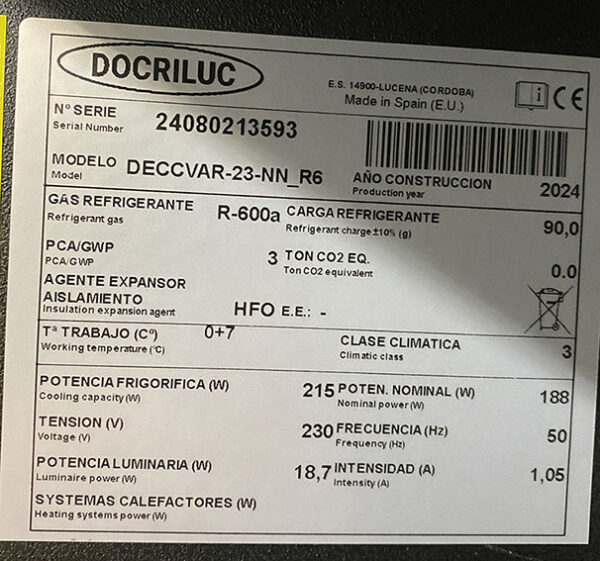 DOCRILUC
E.S. 14900-LUCENA (CORDOBA)
Made in Spain (E.U.)
i CE
Nº SERIE 24080213593
Serial Number
MODELO DECCVAR-23-NN_R6
Model
AÑO CONSTRUCCION 2024
Production year
GAS REFRIGERANTE R-600a CARGA REFRIGERANTE 90,0
Refrigerant gas Refrigerant charge ±10% (g)
PCA/GWP 3 TON CO2 EQ. 0.0
PCA/GWP Ton CO2 equivalent
AGENTE EXPANSOR
AISLAMIENTO HFO E.E.: -
Insulation expansion agent
Tª TRABAJO (Cº) 0+7 CLASE CLIMATICA 3
Working temperature (ºC) Climatic class
POTENCIA FRIGORIFICA (W) 215 POTEN. NOMINAL (W) 188
Cooling capacity (W) Nominal power (W)
TENSION (V) 230 FRECUENCIA (Hz) 50
Voltage (V) Frequency (Hz)
POTENCIA LUMINARIA (W) 18,7 INTENSIDAD (A) 1,05
Luminaire power (W) Intensity (A)
SYSTEMAS CALEFACTORES (W)
Heating systems power (W)